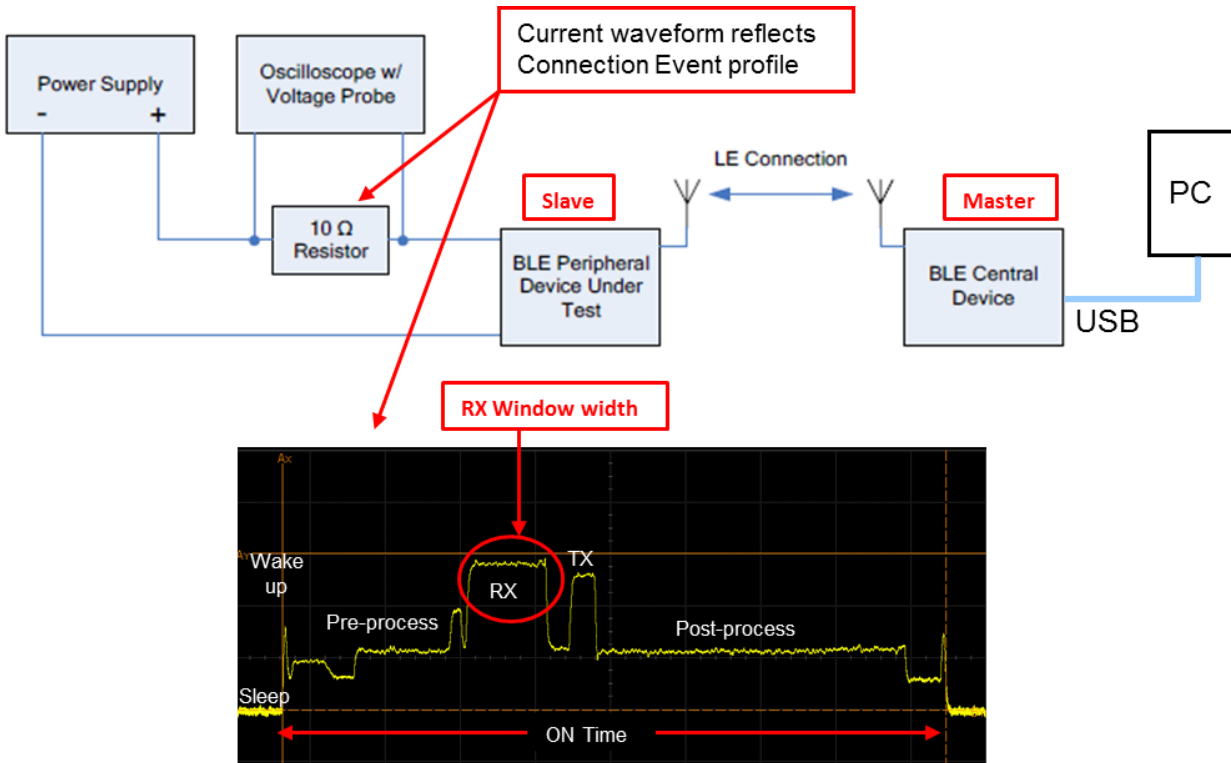 Current waveform reflects
Connection Event profile
Power Supply
- +
Oscilloscope w/
Voltage Probe
10 Ω
Resistor
Slave
BLE Peripheral
Device Under
Test
LE Connection
Master
BLE Central
Device
PC
USB
RX Window width
Ax
Wake
up
Sleep
Pre-process
RX
TX
Post-process
ON Time